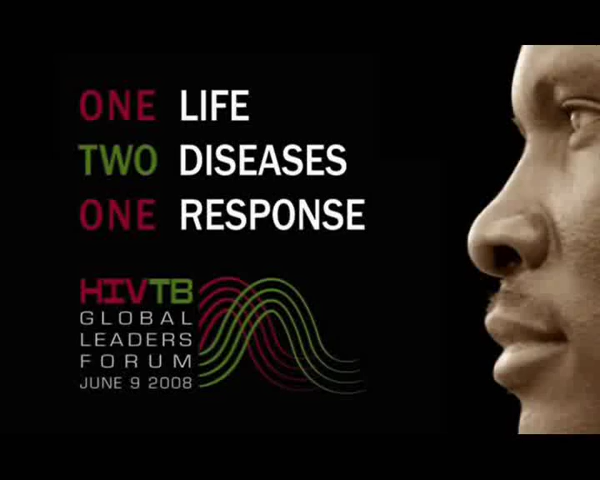 ONE LIFE
TWO DISEASES
ONE RESPONSE
HIVTB
GLOBAL
LEADERS
FORUM
JUNE 9 2008